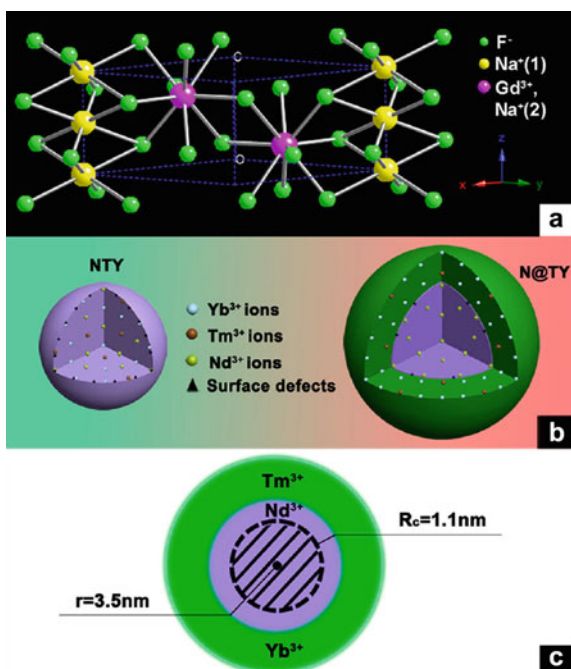 F⁻
Na⁺(1)
Gd³⁺,
Na⁺(2)
C
O
z
x
y
a
NTY
N@TY
Yb³⁺ ions
Tm³⁺ ions
Nd³⁺ ions
Surface defects
b
Tm³⁺
Nd³⁺
Rc=1.1nm
r=3.5nm
Yb³⁺
c